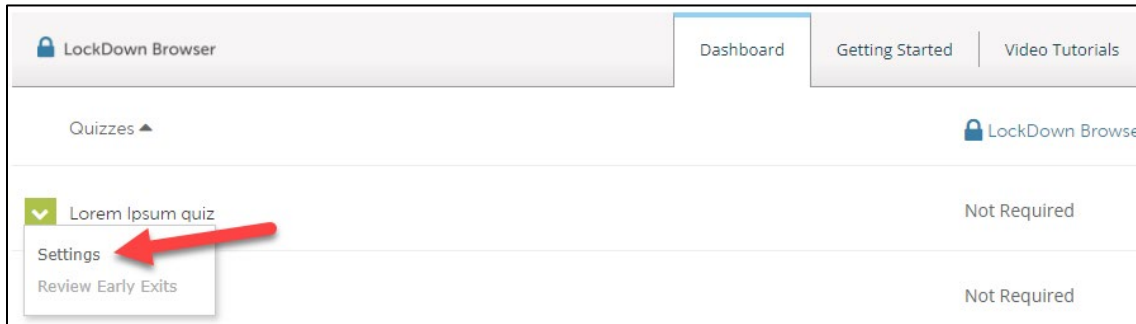 LockDown Browser
Dashboard
Getting Started
Video Tutorials
Quizzes
LockDown Browse
Lorem Ipsum quiz
Not Required
Settings
Review Early Exits
Not Required